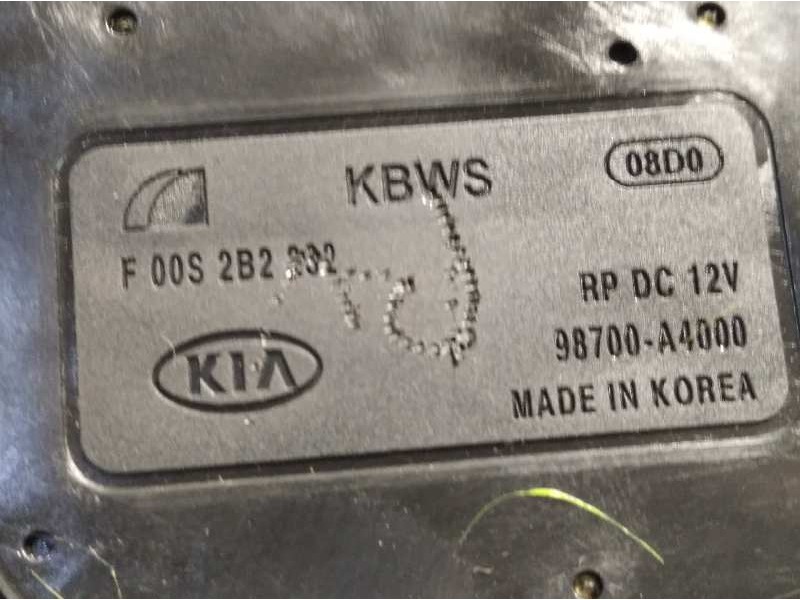 KBWS
08D0
F 00S 2B2
RP DC 12V
KIA
98700-A4000
MADE IN KOREA